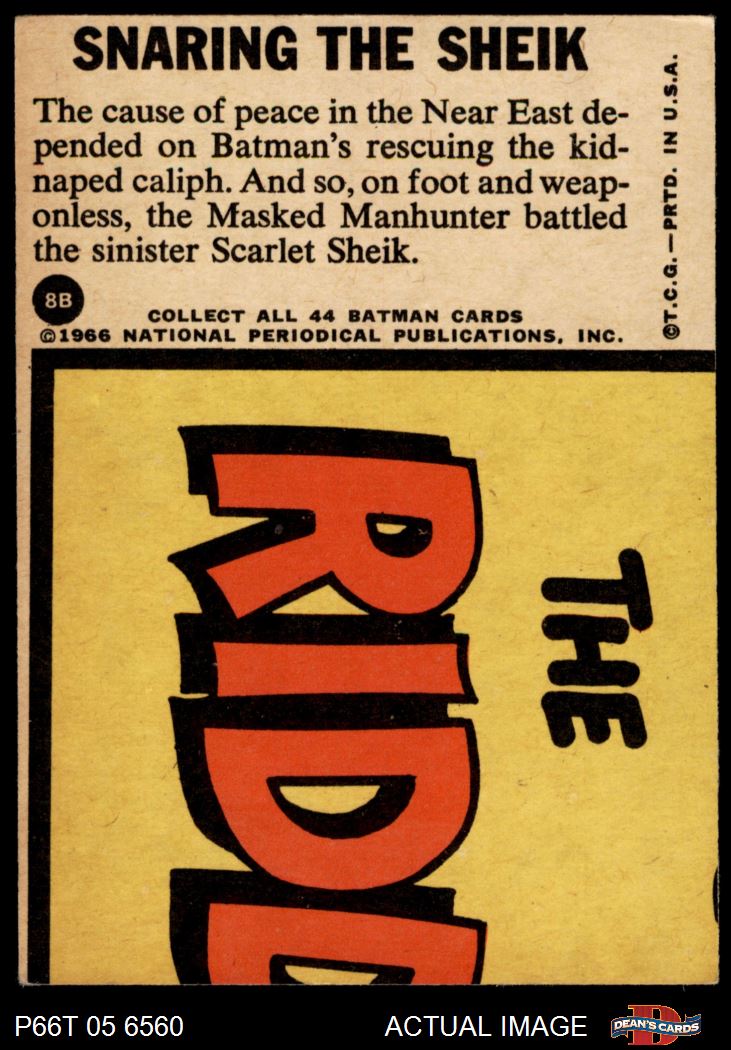 SNARING THE SHEIK
The cause of peace in the Near East de-
pended on Batman's rescuing the kid-
naped caliph. And so, on foot and weap-
onless, the Masked Manhunter battled
the sinister Scarlet Sheik.
8B
COLLECT ALL 44 BATMAN CARDS
©1966 NATIONAL PERIODICAL PUBLICATIONS, INC.
©T.C.G.—PRTD. IN U.S.A.
THE
RIDD
P66T 05 6560
ACTUAL IMAGE
D
DEAN'S CARDS